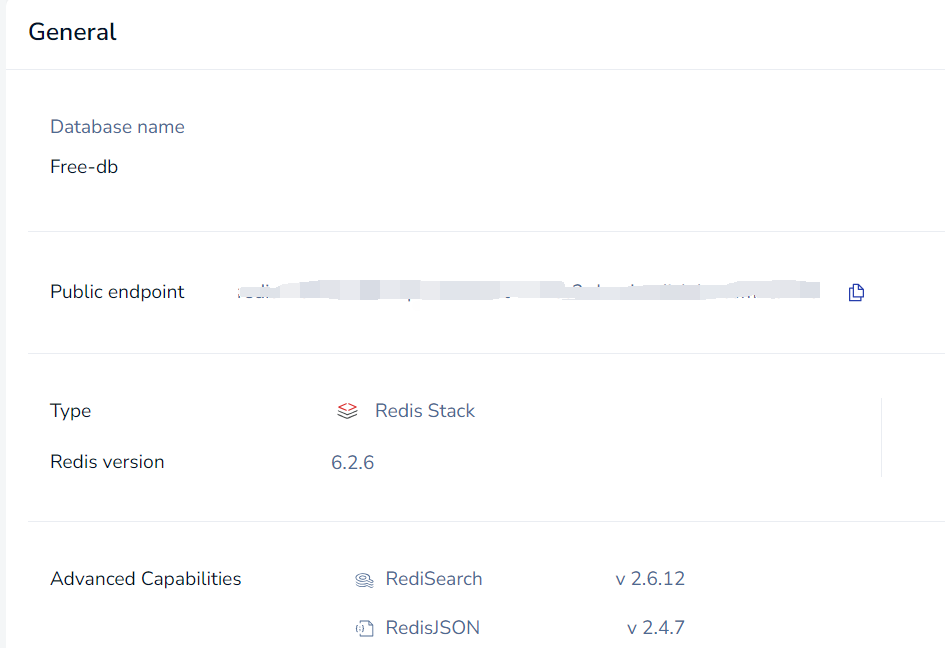 General
Database name
Free-db
Public endpoint
Type Redis Stack
Redis version 6.2.6
Advanced Capabilities RediSearch v 2.6.12
RedisJSON v 2.4.7